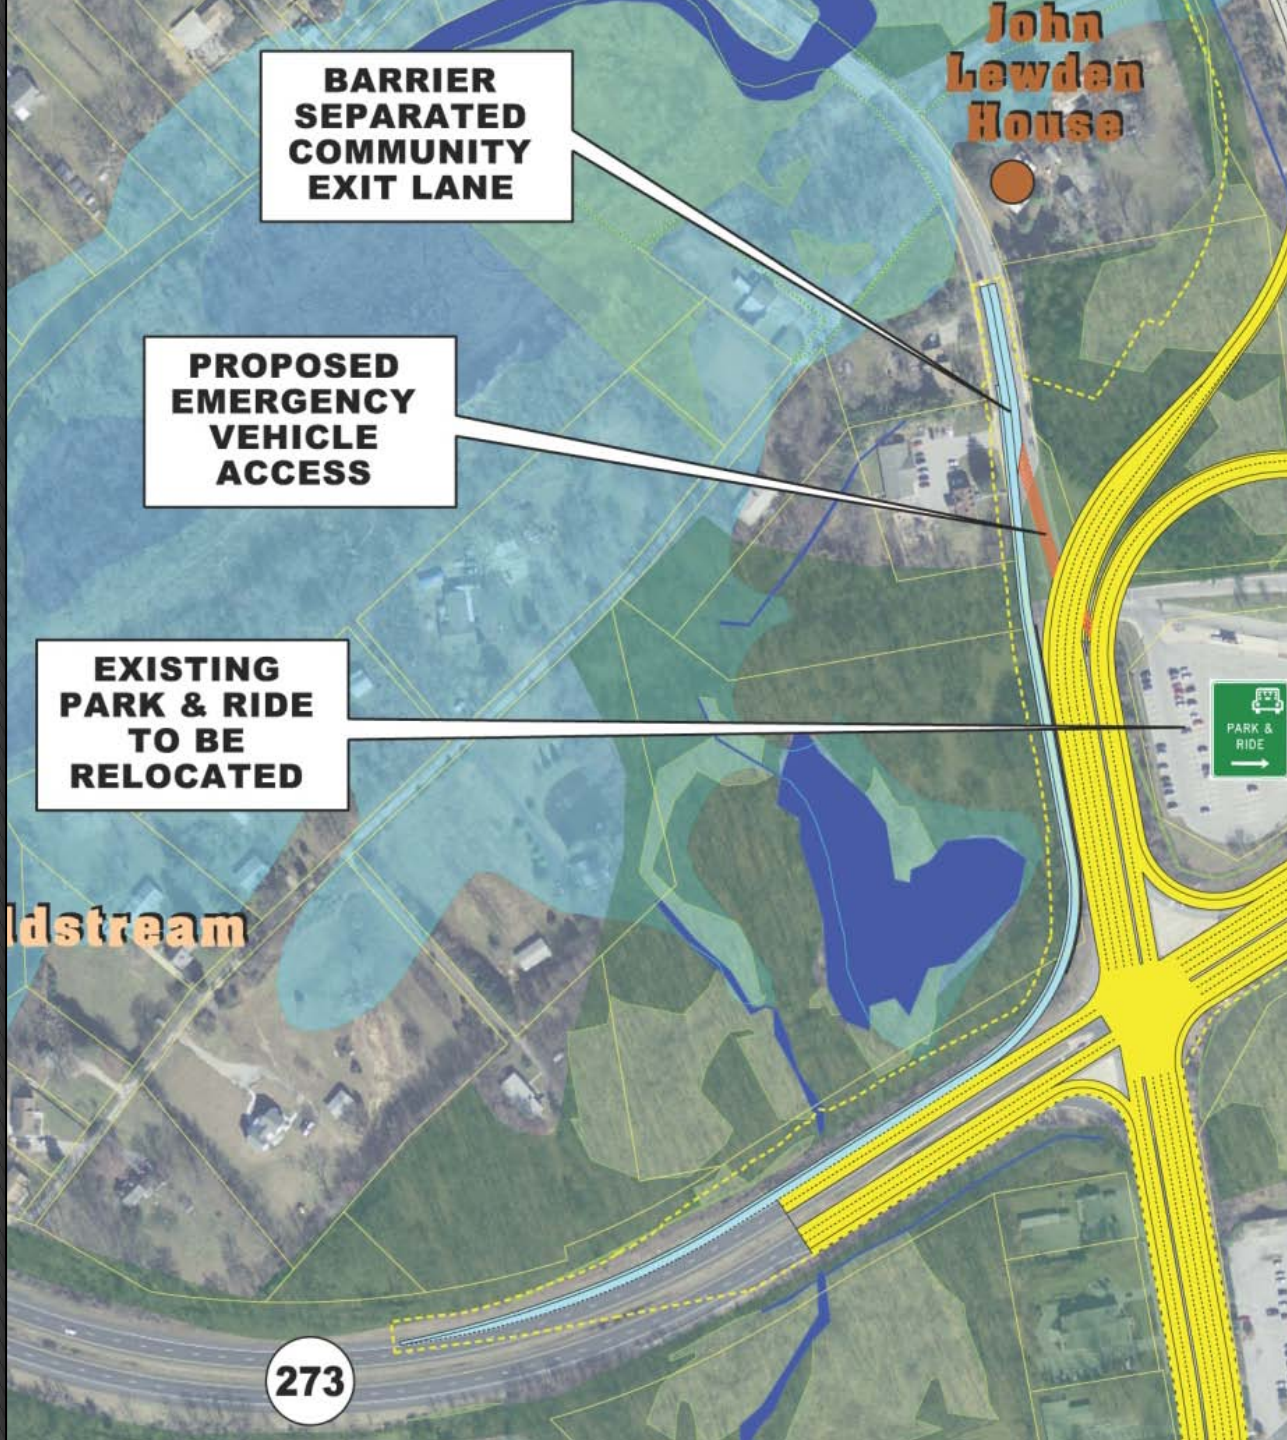 John
Lewden
House
BARRIER
SEPARATED
COMMUNITY
EXIT LANE
PROPOSED
EMERGENCY
VEHICLE
ACCESS
EXISTING
PARK & RIDE
TO BE
RELOCATED
PARK &
RIDE
ldstream
273